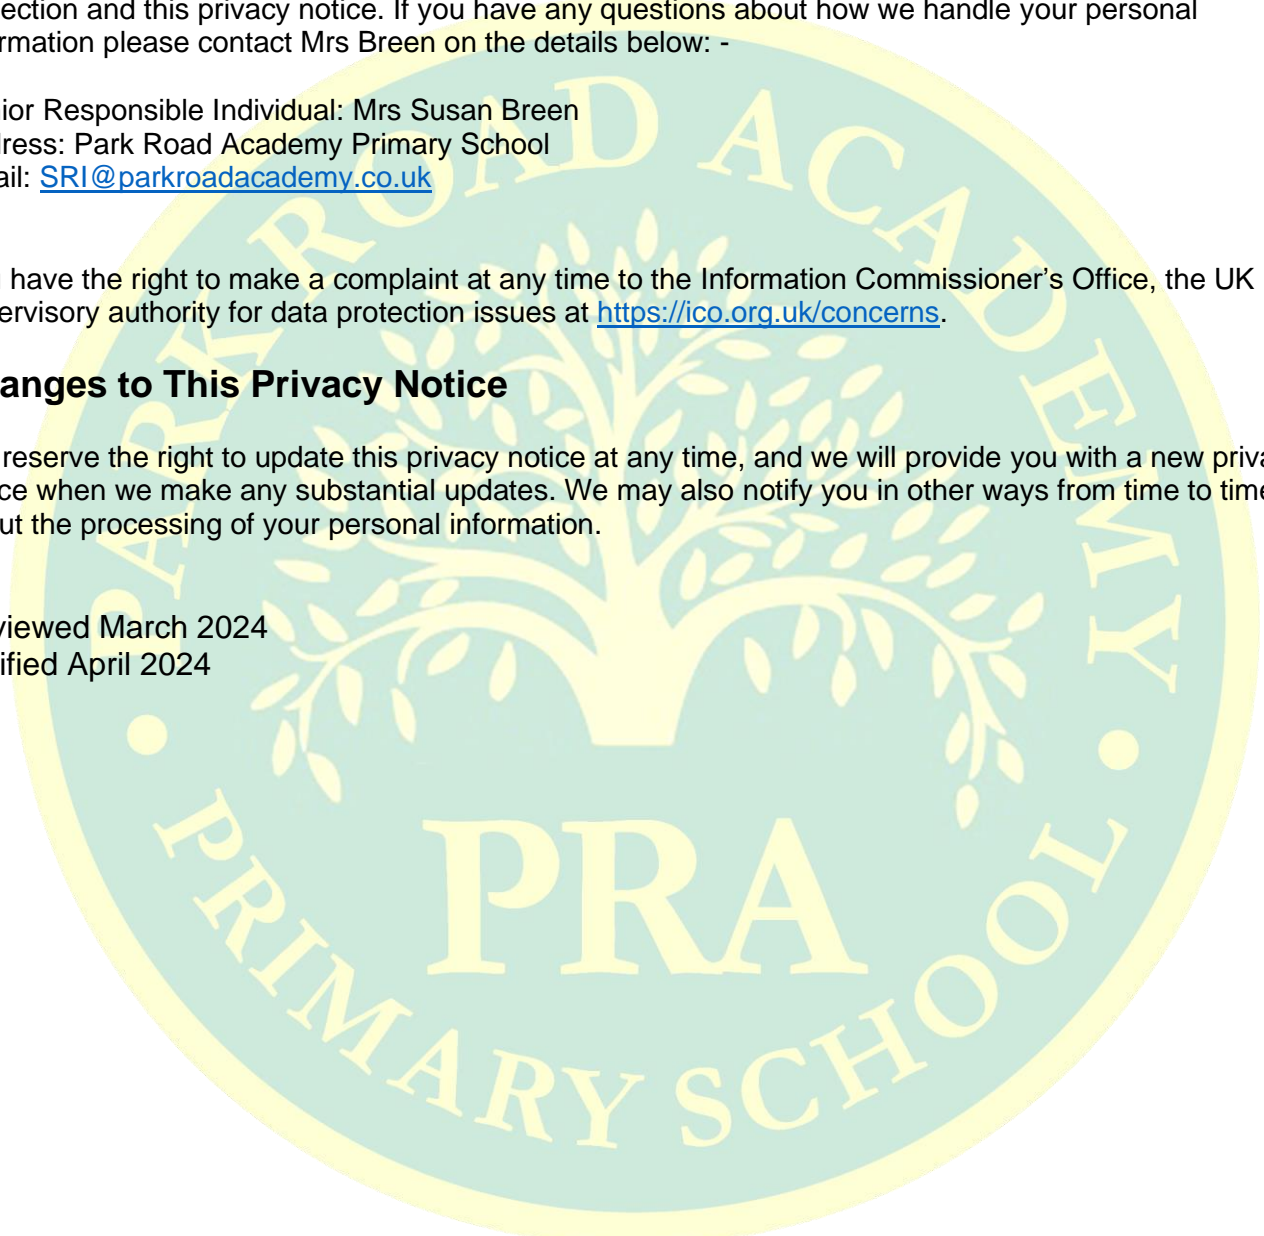 ection and this privacy notice. If you have any questions about how we handle your personal
rmation please contact Mrs Breen on the details below: -
ior Responsible Individual: Mrs Susan Breen
ress: Park Road Academy Primary School
ail: SRI@parkroadacademy.co.uk
have the right to make a complaint at any time to the Information Commissioner’s Office, the UK
ervisory authority for data protection issues at https://ico.org.uk/concerns.
anges to This Privacy Notice
reserve the right to update this privacy notice at any time, and we will provide you with a new priva
ce when we make any substantial updates. We may also notify you in other ways from time to time
ut the processing of your personal information.
viewed March 2024
ified April 2024
PARK ROAD ACADEMY
PRA
PRIMARY SCHOOL